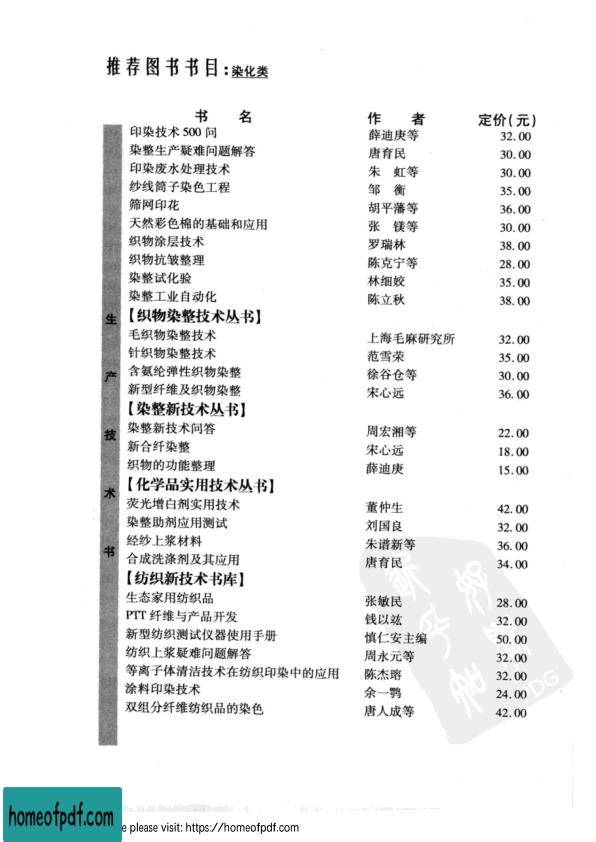 推荐图书书目：染化类
书 名 作 者 定价(元)
印染技术 500 问 薛迪庚等 32.00
染整生产疑难问题解答 唐育民 30.00
印染废水处理技术 朱 虹等 30.00
纱线筒子染色工程 邹 衡 35.00
筛网印花 胡平藩等 36.00
天然彩色棉的基础和应用 张 镁等 30.00
织物涂层技术 罗瑞林 38.00
织物抗皱整理 陈克宁等 28.00
染整试化验 林细姣 35.00
染整工业自动化 陈立秋 38.00
【织物染整技术丛书】
毛织物染整技术 上海毛麻研究所 32.00
针织物染整技术 范雪荣 35.00
含氨纶弹性织物染整 徐谷仓等 30.00
新型纤维及织物染整 宋心远 36.00
【染整新技术丛书】
染整新技术问答 周宏湘等 22.00
新合纤染整 宋心远 18.00
织物的功能整理 薛迪庚 15.00
【化学品实用技术丛书】
荧光增白剂实用技术 董仲生 42.00
染整助剂应用测试 刘国良 32.00
经纱上浆材料 朱谱新等 36.00
合成洗涤剂及其应用 唐育民 34.00
【纺织新技术书库】
生态家用纺织品 张敏民 28.00
PTT 纤维与产品开发 钱以竑 32.00
新型纺织测试仪器使用手册 慎仁安主编 50.00
纺织上浆疑难问题解答 周永元等 32.00
等离子体清洁技术在纺织印染中的应用 陈杰瑢 32.00
涂料印染技术 余一鹗 24.00
双组分纤维纺织品的染色 唐人成等 42.00
生产技术书
DG
homeofpdf.com
e please visit: https://homeofpdf.com